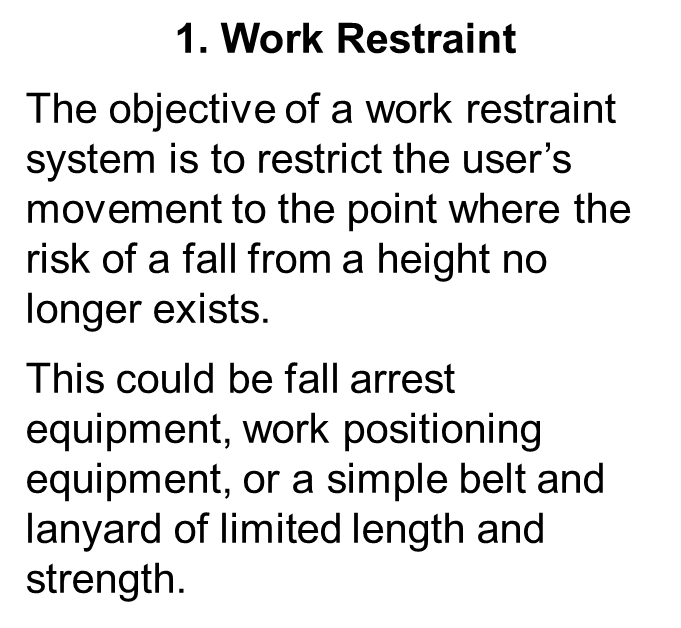 1. Work Restraint
The objective of a work restraint
system is to restrict the user’s
movement to the point where the
risk of a fall from a height no
longer exists.
This could be fall arrest
equipment, work positioning
equipment, or a simple belt and
lanyard of limited length and
strength.